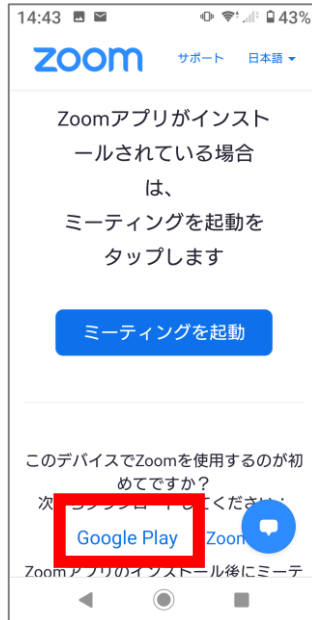 14:43 43%
zoom サポート 日本語
Zoomアプリがインスト
ールされている場合
は、
ミーティングを起動を
タップします
ミーティングを起動
このデバイスでZoomを使用するのが初
めてですか？
次 ください：
Google Play Zoom
Zoomアプリのインストール後にミーテ